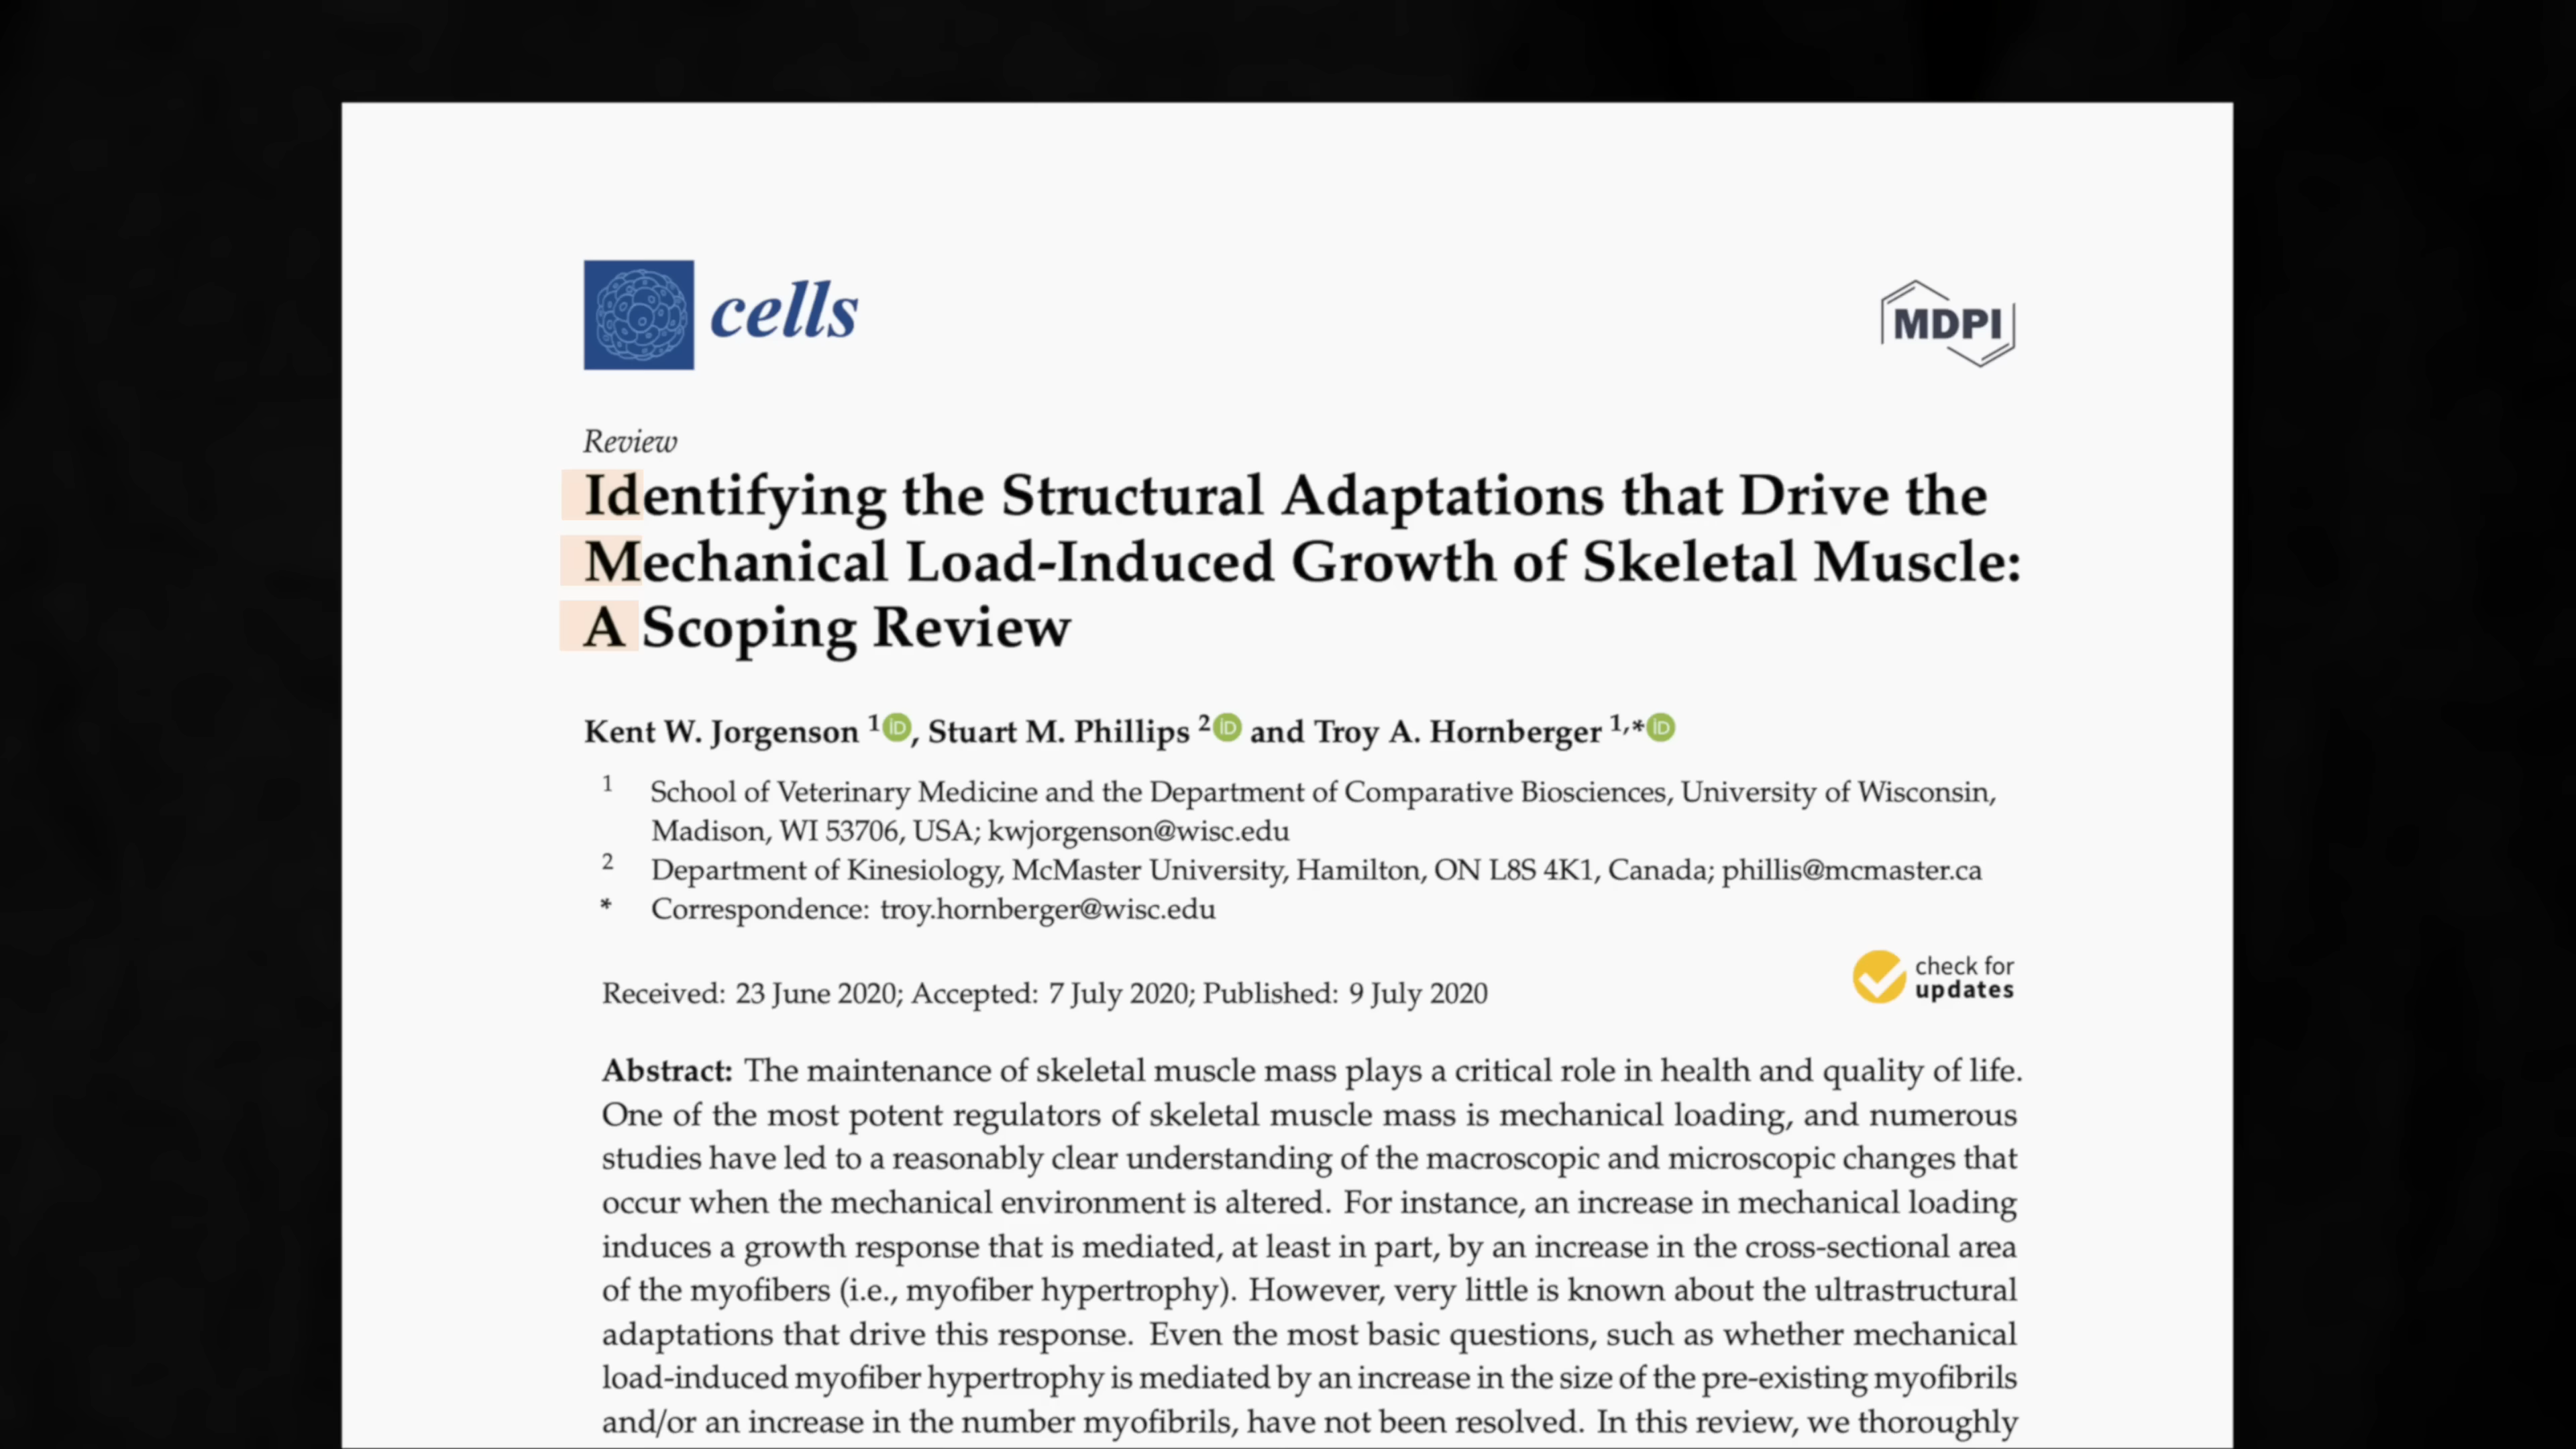 cells
MDPI
Review
Identifying the Structural Adaptations that Drive the
Mechanical Load-Induced Growth of Skeletal Muscle:
A Scoping Review
Kent W. Jorgenson 1 iD, Stuart M. Phillips 2 iD and Troy A. Hornberger 1,* iD
1 School of Veterinary Medicine and the Department of Comparative Biosciences, University of Wisconsin,
Madison, WI 53706, USA; kwjorgenson@wisc.edu
2 Department of Kinesiology, McMaster University, Hamilton, ON L8S 4K1, Canada; phillis@mcmaster.ca
* Correspondence: troy.hornberger@wisc.edu
Received: 23 June 2020; Accepted: 7 July 2020; Published: 9 July 2020
check for
updates
Abstract: The maintenance of skeletal muscle mass plays a critical role in health and quality of life.
One of the most potent regulators of skeletal muscle mass is mechanical loading, and numerous
studies have led to a reasonably clear understanding of the macroscopic and microscopic changes that
occur when the mechanical environment is altered. For instance, an increase in mechanical loading
induces a growth response that is mediated, at least in part, by an increase in the cross-sectional area
of the myofibers (i.e., myofiber hypertrophy). However, very little is known about the ultrastructural
adaptations that drive this response. Even the most basic questions, such as whether mechanical
load-induced myofiber hypertrophy is mediated by an increase in the size of the pre-existing myofibrils
and/or an increase in the number myofibrils, have not been resolved. In this review, we thoroughly